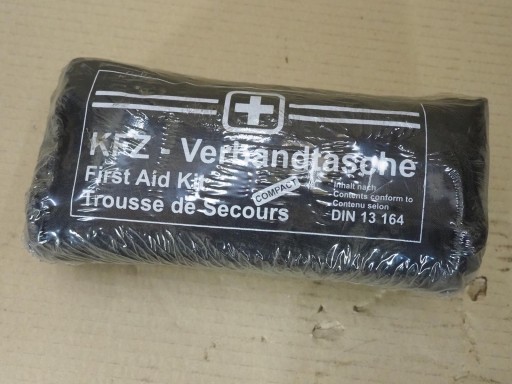 KFZ - Verbandtasche
First Aid Kit
Trousse de Secours
COMPACT
Inhalt nach
Contents conform to
Contenu selon
DIN 13 164